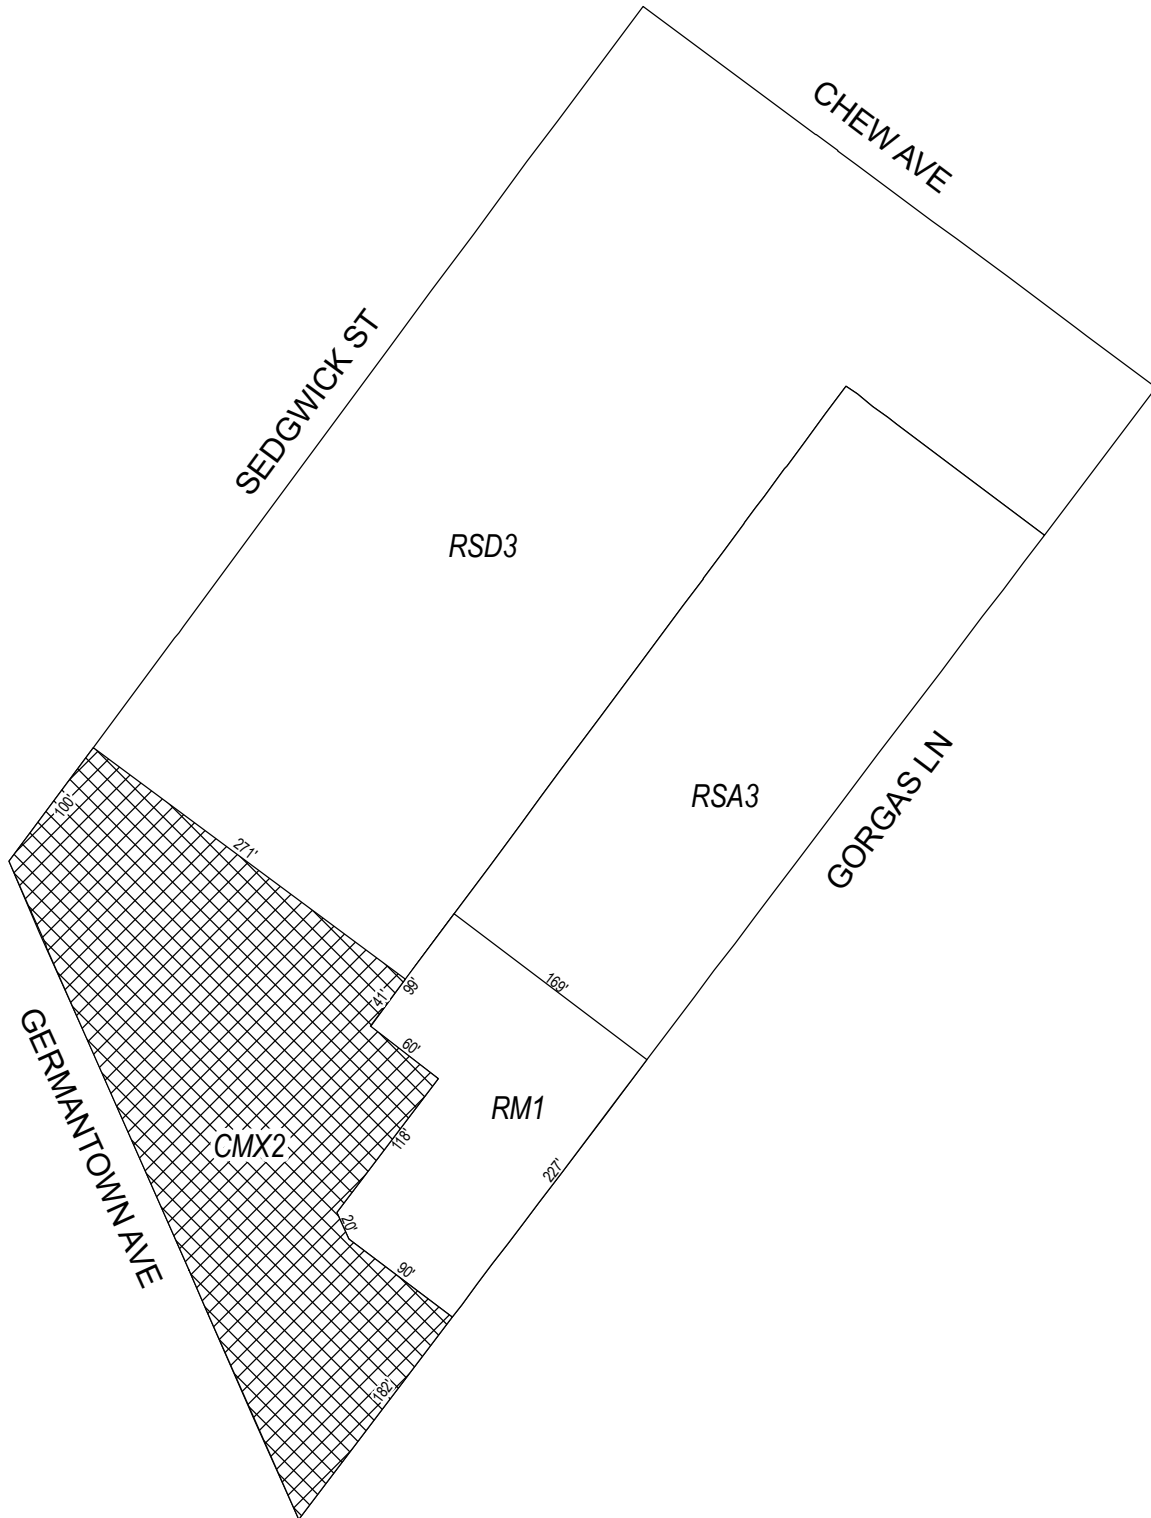 CHEW AVE
SEDGWICK ST
RSD3
RSA3
GORGAS LN
100'
271'
99'
41'
169'
60'
RM1
GERMANTOWN AVE
CMX2
118'
227'
20'
90'
182'